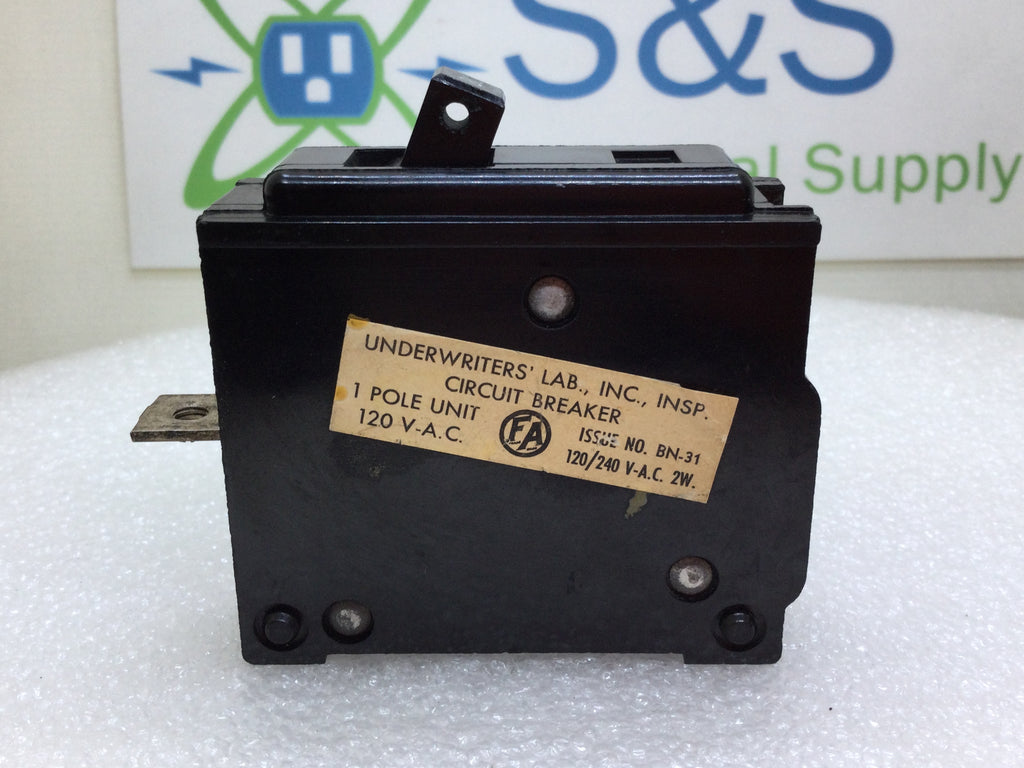 S&S
Supply
UNDERWRITERS' LAB., INC., INSP.
CIRCUIT BREAKER
1 POLE UNIT
120 V-A.C.
FA
ISSUE NO. BN-31
120/240 V-A.C. 2W.